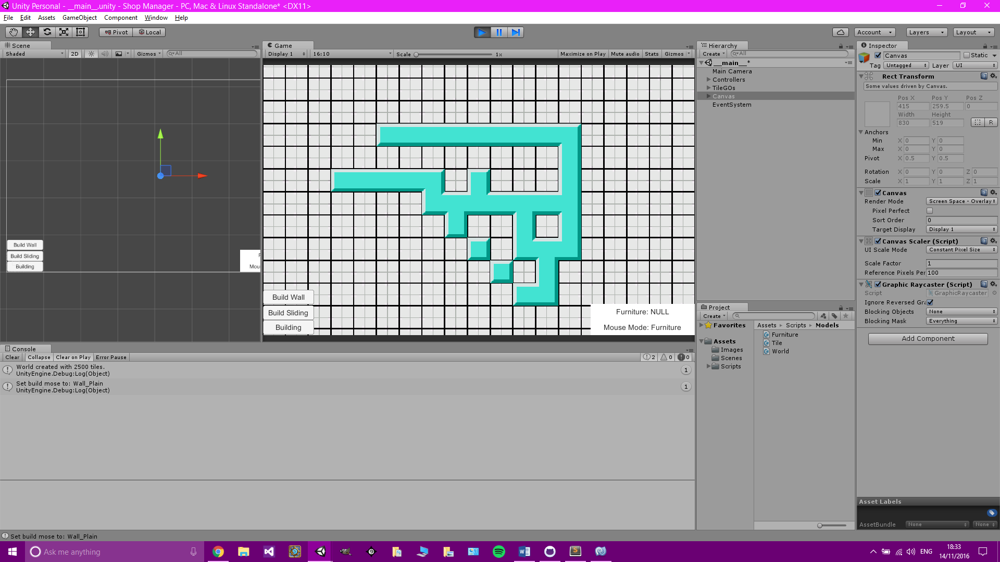 Unity Personal - __main__.unity - Shop Manager - PC, Mac & Linux Standalone* <DX11>
File Edit Assets GameObject Component Window Help
Pivot Local Account Layers Layout
Scene
Shaded 2D Gizmos All
Build Wall
Build Sliding
Building
Mous
Game
Display 1 16:10 Scale 1x Maximize on Play Mute audio Stats Gizmos
Build Wall
Build Sliding
Building
Furniture: NULL
Mouse Mode: Furniture
Hierarchy
Create All
__main__*
Main Camera
Controllers
TileGOs
Canvas
EventSystem
Project
Create
Favorites
Assets
Images
Scenes
Scripts
Assets Scripts Models
Furniture
Tile
World
Inspector
Canvas Static
Tag Untagged Layer UI
Rect Transform
Some values driven by Canvas.
Pos X Pos Y Pos Z
415 259.5 0
Width Height
830 519 R
Anchors
Min X 0 Y 0
Max X 0 Y 0
Pivot X 0.5 Y 0.5
Rotation X 0 Y 0 Z 0
Scale X 1 Y 1 Z 1
Canvas
Render Mode Screen Space - Overlay
Pixel Perfect
Sort Order 0
Target Display Display 1
Canvas Scaler (Script)
UI Scale Mode Constant Pixel Size
Scale Factor 1
Reference Pixels Per 100
Graphic Raycaster (Script)
Script GraphicRaycaster
Ignore Reversed Gra
Blocking Objects None
Blocking Mask Everything
Add Component
Asset Labels
AssetBundle None None
Console
Clear Collapse Clear on Play Error Pause 2 0 0
World created with 2500 tiles.
UnityEngine.Debug:Log(Object) 1
Set build mose to: Wall_Plain
UnityEngine.Debug:Log(Object) 1
Set build mose to: Wall_Plain
Ask me anything
ENG
18:33
14/11/2016